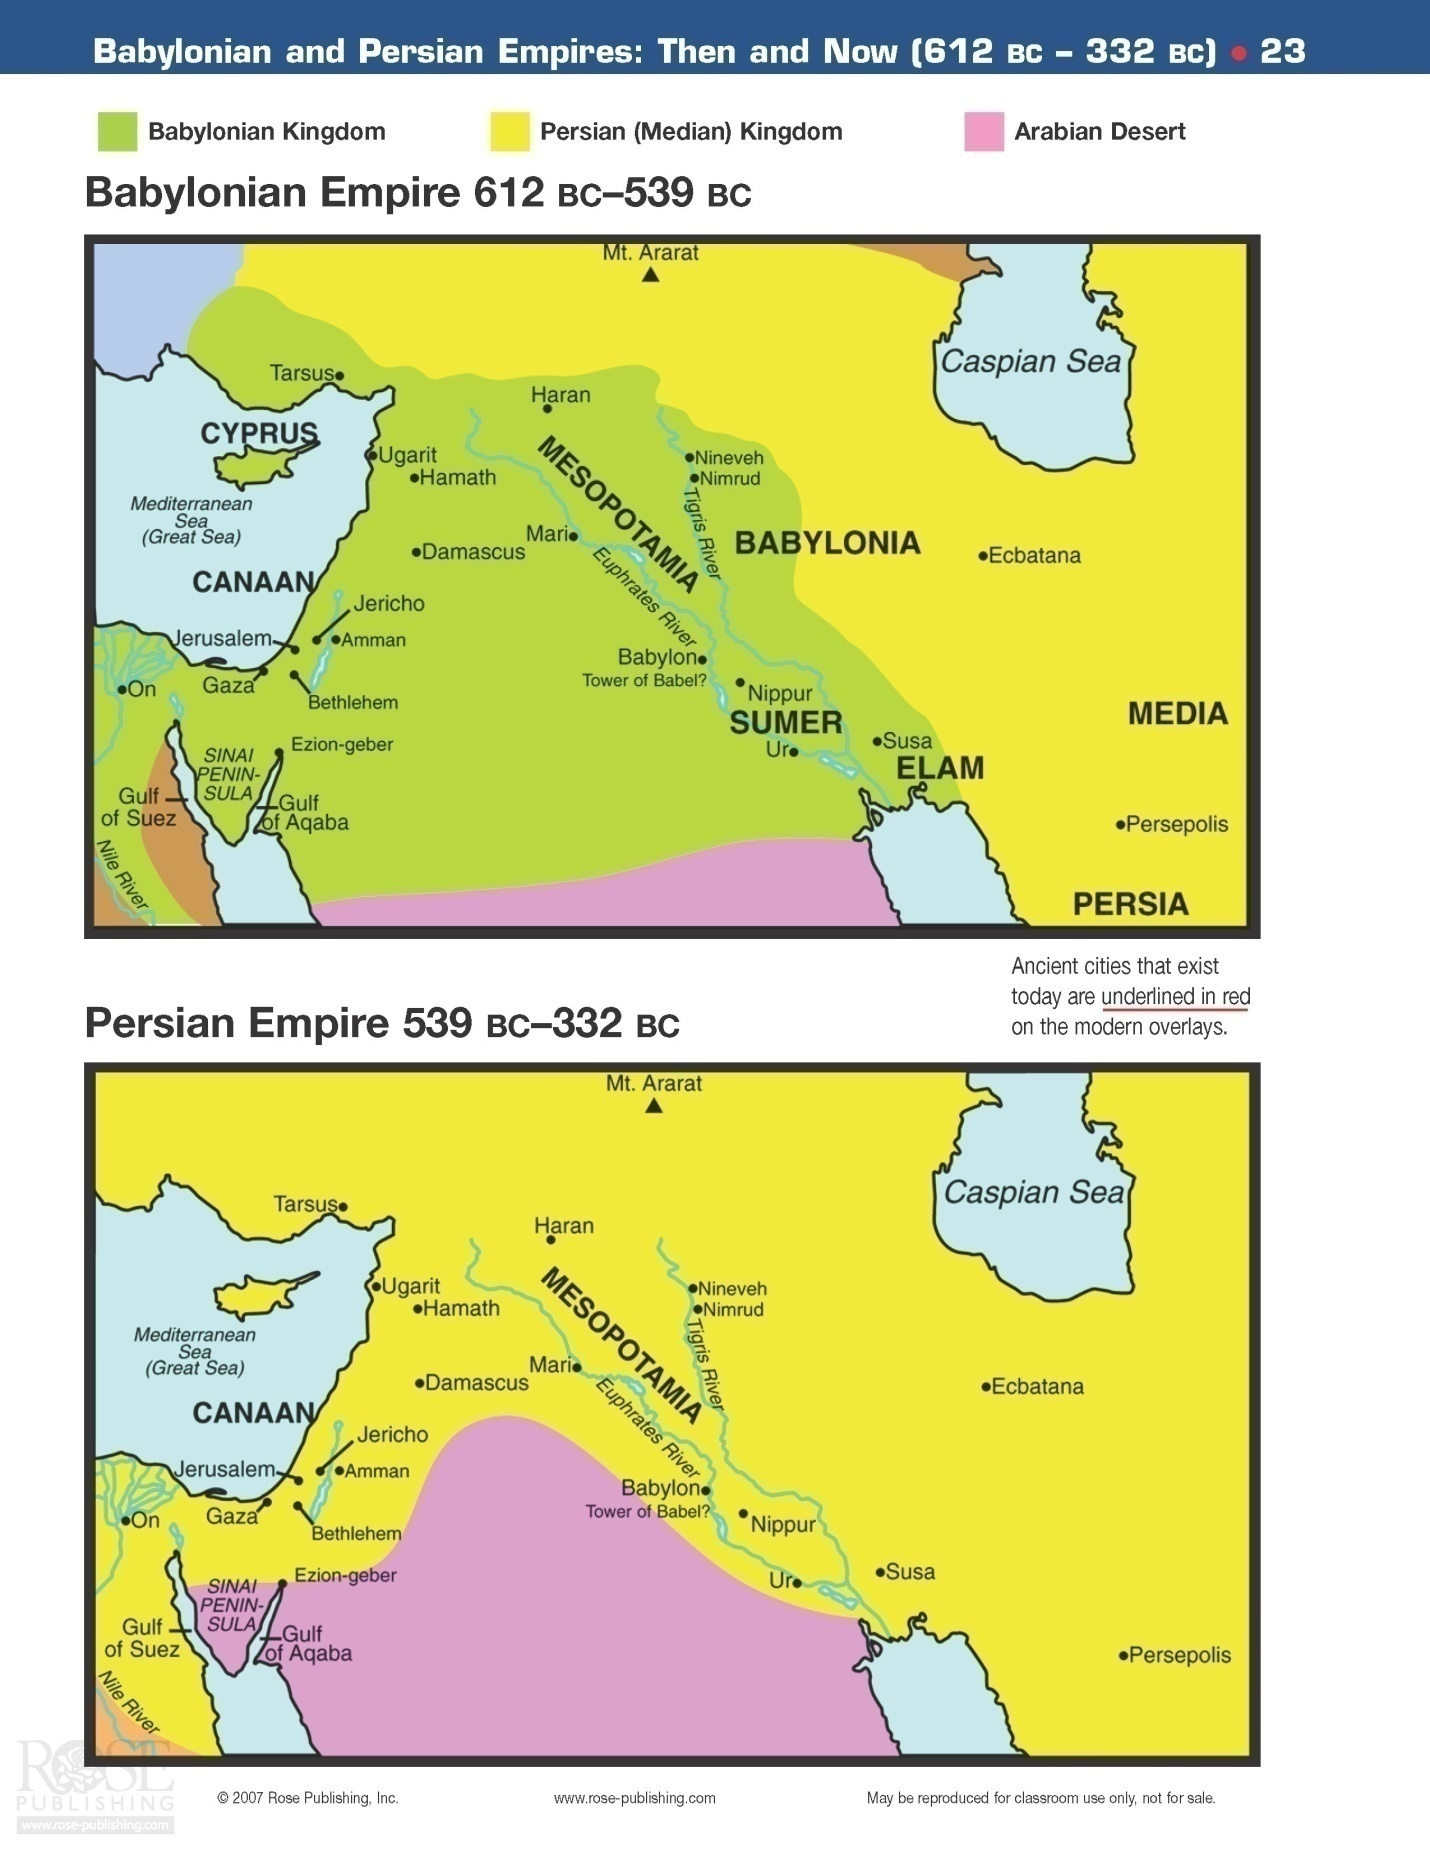 Babylonian and Persian Empires: Then and Now (612 BC – 332 BC) • 23
Babylonian Kingdom
Persian (Median) Kingdom
Arabian Desert
Babylonian Empire 612 BC–539 BC
Mt. Ararat
Caspian Sea
Tarsus
Haran
CYPRUS
Ugarit
Nineveh
Hamath
Nimrud
MESOPOTAMIA
Mediterranean
Sea
(Great Sea)
Tigris River
Mari
BABYLONIA
Damascus
Ecbatana
Euphrates River
CANAAN
Jericho
Jerusalem
Amman
Babylon
Tower of Babel?
On
Gaza
Bethlehem
Nippur
SUMER
MEDIA
Ur
Susa
ELAM
Ezion-geber
SINAI
PENIN-
SULA
Gulf
of Suez
Gulf
of Aqaba
Persepolis
Nile River
PERSIA
Ancient cities that exist
today are underlined in red
on the modern overlays.
Persian Empire 539 BC–332 BC
Mt. Ararat
Caspian Sea
Tarsus
Haran
Ugarit
Nineveh
Hamath
Nimrud
MESOPOTAMIA
Mediterranean
Sea
(Great Sea)
Tigris River
Mari
Damascus
Ecbatana
Euphrates River
CANAAN
Jericho
Jerusalem
Amman
Babylon
Tower of Babel?
On
Gaza
Bethlehem
Nippur
Ur
Susa
Ezion-geber
SINAI
PENIN-
SULA
Gulf
of Suez
Gulf
of Aqaba
Persepolis
Nile River
ROSE
PUBLISHING
www.rose-publishing.com
© 2007 Rose Publishing, Inc.
www.rose-publishing.com
May be reproduced for classroom use only, not for sale.